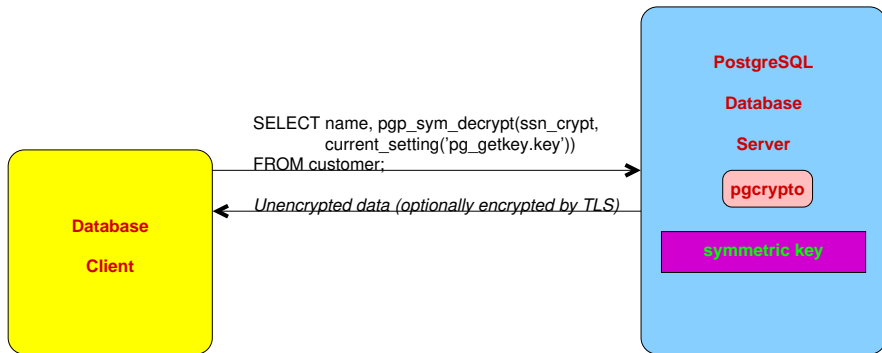 PostgreSQL
Database
Server
pgcrypto
symmetric key
SELECT name, pgp_sym_decrypt(ssn_crypt,
current_setting('pg_getkey.key'))
FROM customer;
Unencrypted data (optionally encrypted by TLS)
Database
Client